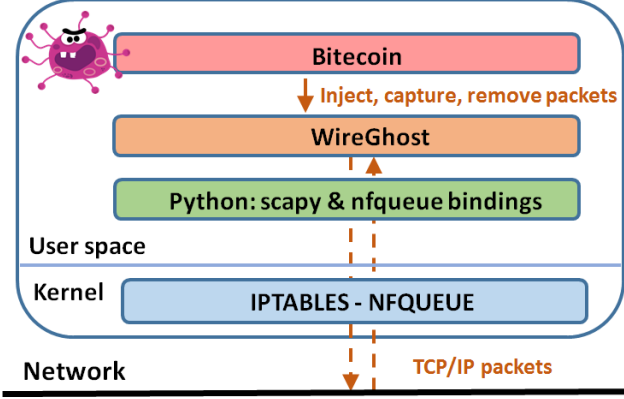 Bitecoin
Inject, capture, remove packets
WireGhost
Python: scapy & nfqueue bindings
User space
Kernel
IPTABLES - NFQUEUE
TCP/IP packets
Network